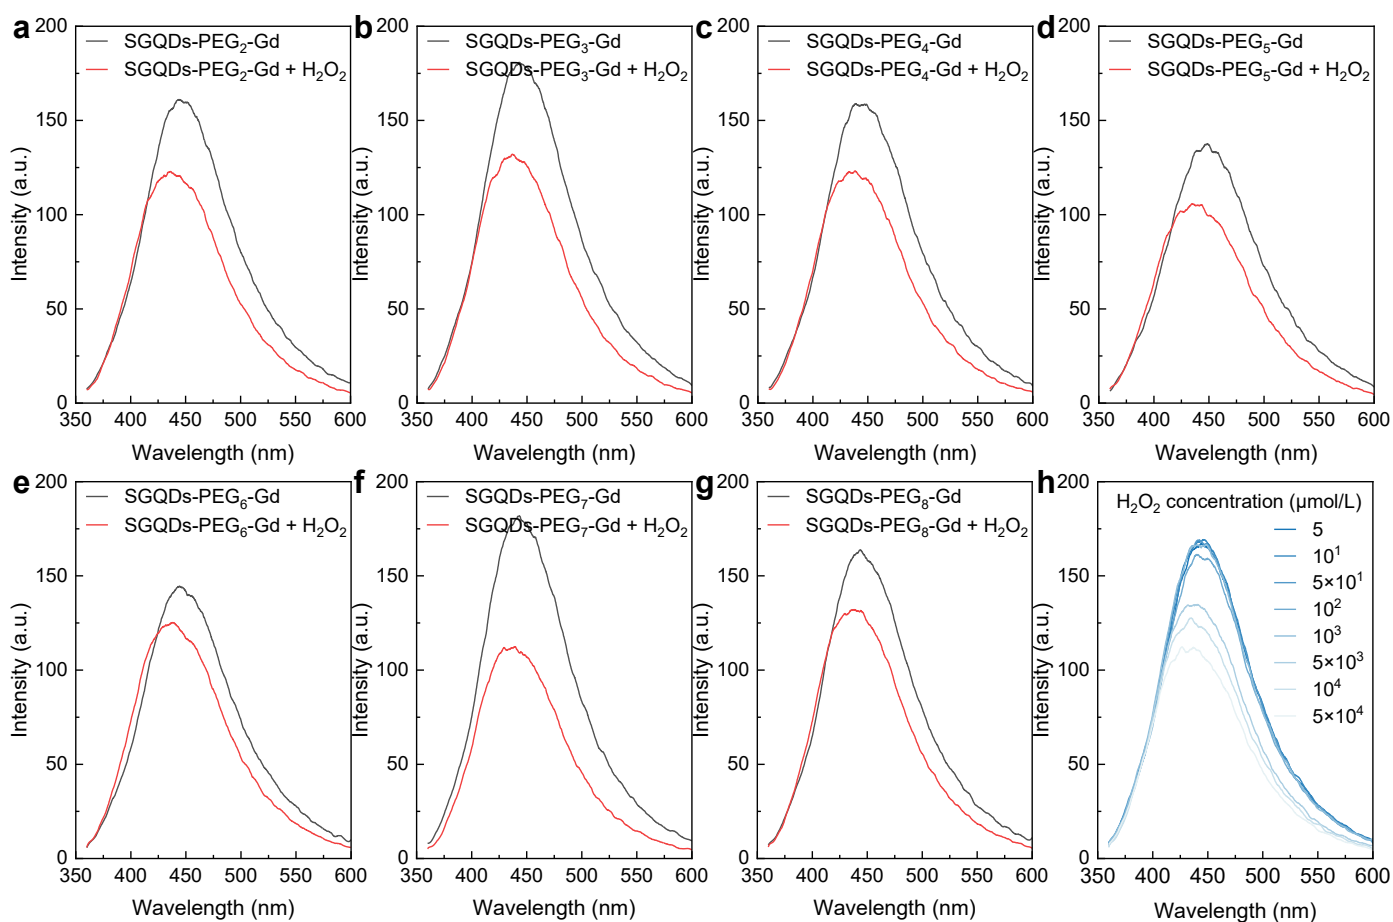 a
SGQDs-PEG₂-Gd
SGQDs-PEG₂-Gd + H₂O₂
Intensity (a.u.)
200
150
100
50
0
350 400 450 500 550 600
Wavelength (nm)
b
SGQDs-PEG₃-Gd
SGQDs-PEG₃-Gd + H₂O₂
Intensity (a.u.)
200
150
100
50
0
350 400 450 500 550 600
Wavelength (nm)
c
SGQDs-PEG₄-Gd
SGQDs-PEG₄-Gd + H₂O₂
Intensity (a.u.)
200
150
100
50
0
350 400 450 500 550 600
Wavelength (nm)
d
SGQDs-PEG₅-Gd
SGQDs-PEG₅-Gd + H₂O₂
Intensity (a.u.)
200
150
100
50
0
350 400 450 500 550 600
Wavelength (nm)
e
SGQDs-PEG₆-Gd
SGQDs-PEG₆-Gd + H₂O₂
Intensity (a.u.)
200
150
100
50
0
350 400 450 500 550 600
Wavelength (nm)
f
SGQDs-PEG₇-Gd
SGQDs-PEG₇-Gd + H₂O₂
Intensity (a.u.)
200
150
100
50
0
350 400 450 500 550 600
Wavelength (nm)
g
SGQDs-PEG₈-Gd
SGQDs-PEG₈-Gd + H₂O₂
Intensity (a.u.)
200
150
100
50
0
350 400 450 500 550 600
Wavelength (nm)
h
H₂O₂ concentration (μmol/L)
5
10¹
5×10¹
10²
10³
5×10³
10⁴
5×10⁴
Intensity (a.u.)
200
150
100
50
0
350 400 450 500 550 600
Wavelength (nm)